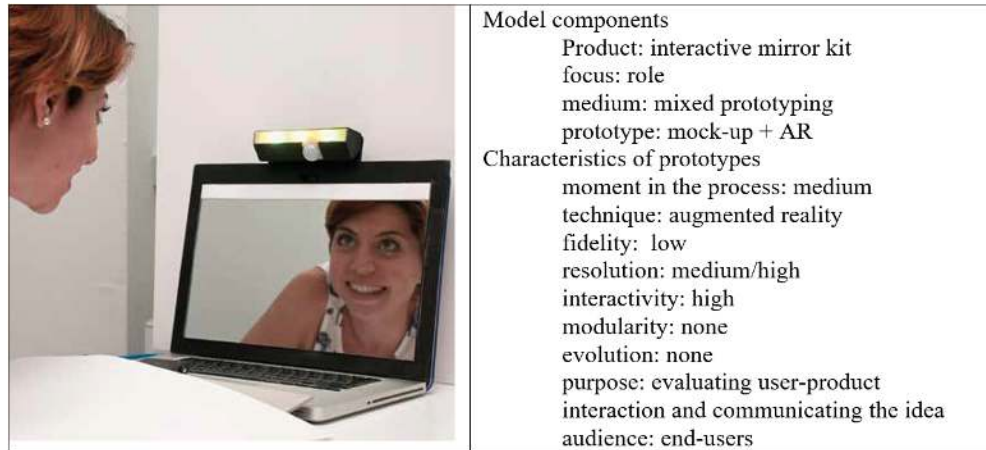 Model components
Product: interactive mirror kit
focus: role
medium: mixed prototyping
prototype: mock-up + AR
Characteristics of prototypes
moment in the process: medium
technique: augmented reality
fidelity: low
resolution: medium/high
interactivity: high
modularity: none
evolution: none
purpose: evaluating user-product
interaction and communicating the idea
audience: end-users